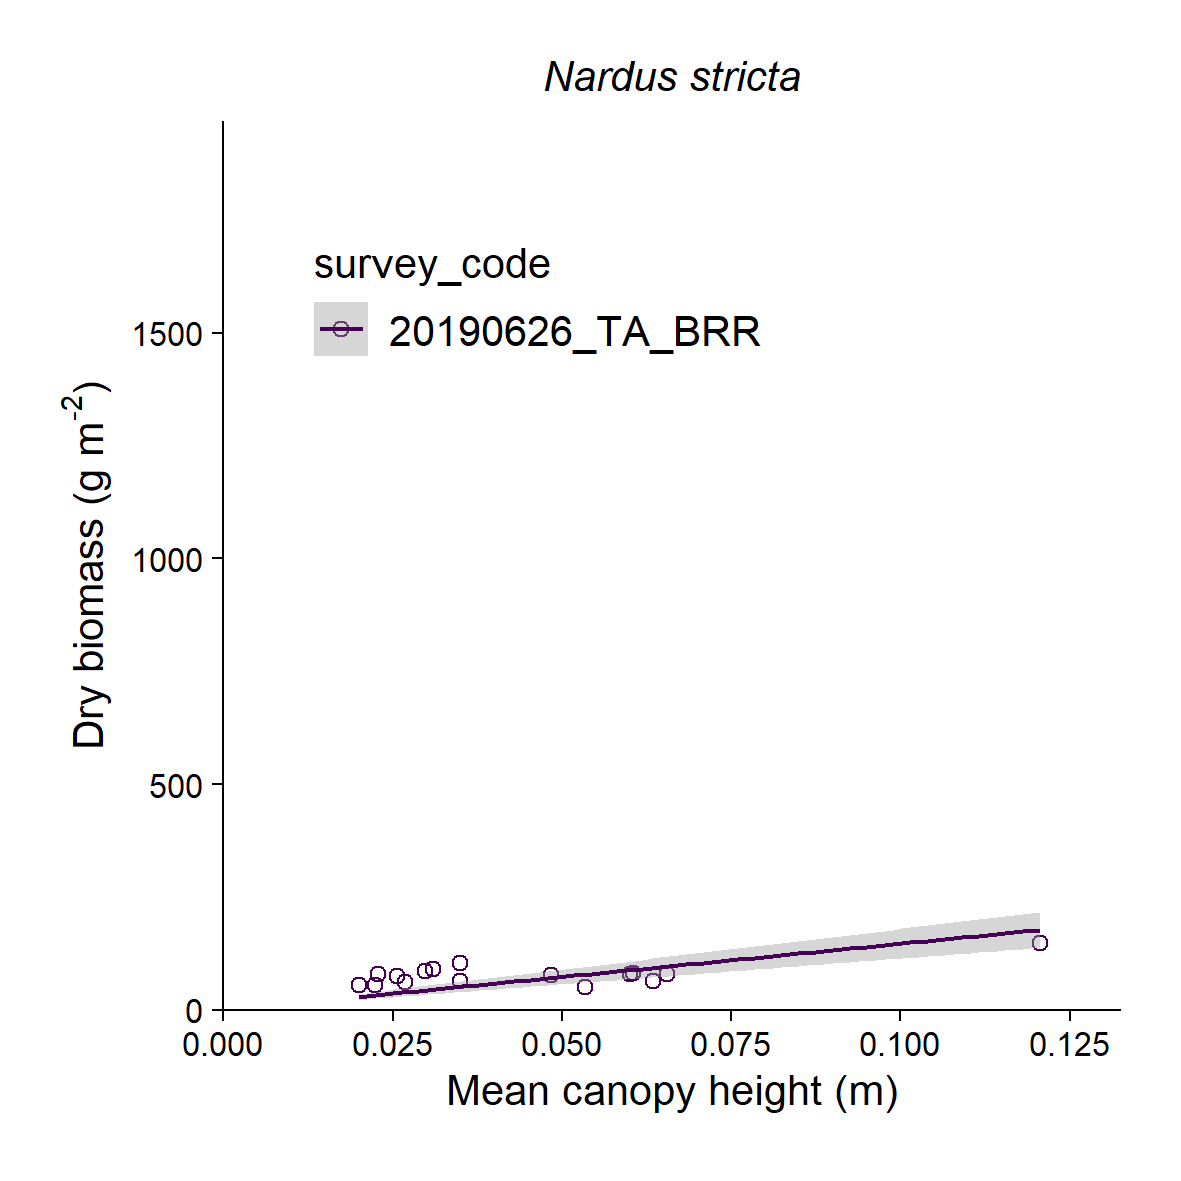 Nardus stricta
survey_code
20190626_TA_BRR
Dry biomass (g m-2)
1500
1000
500
0
0.000 0.025 0.050 0.075 0.100 0.125
Mean canopy height (m)